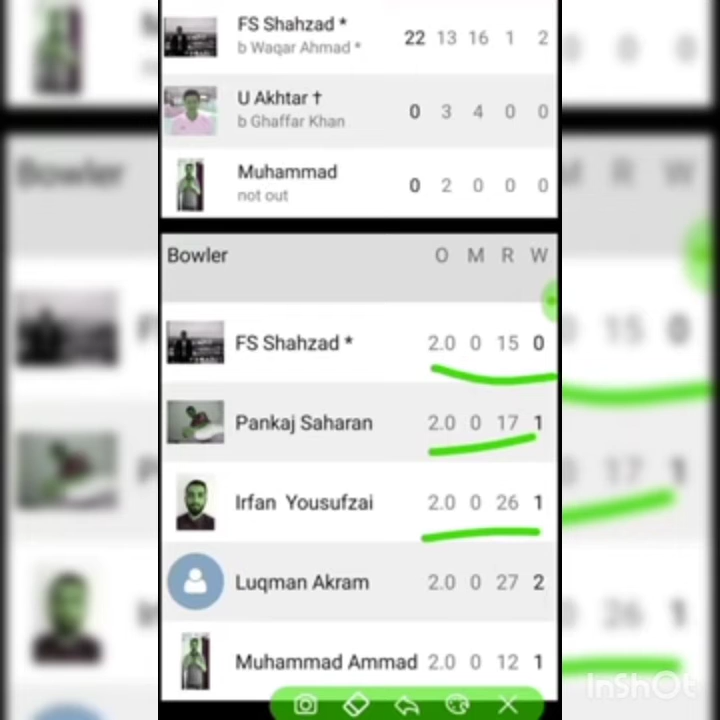 FS Shahzad *
b Waqar Ahmad *
22 13 16 1 2
U Akhtar †
b Ghaffar Khan
0 3 4 0 0
Muhammad
not out
0 2 0 0 0
Bowler O M R W
FS Shahzad * 2.0 0 15 0
Pankaj Saharan 2.0 0 17 1
Irfan Yousufzai 2.0 0 26 1
Luqman Akram 2.0 0 27 2
Muhammad Ammad 2.0 0 12 1
InShOt